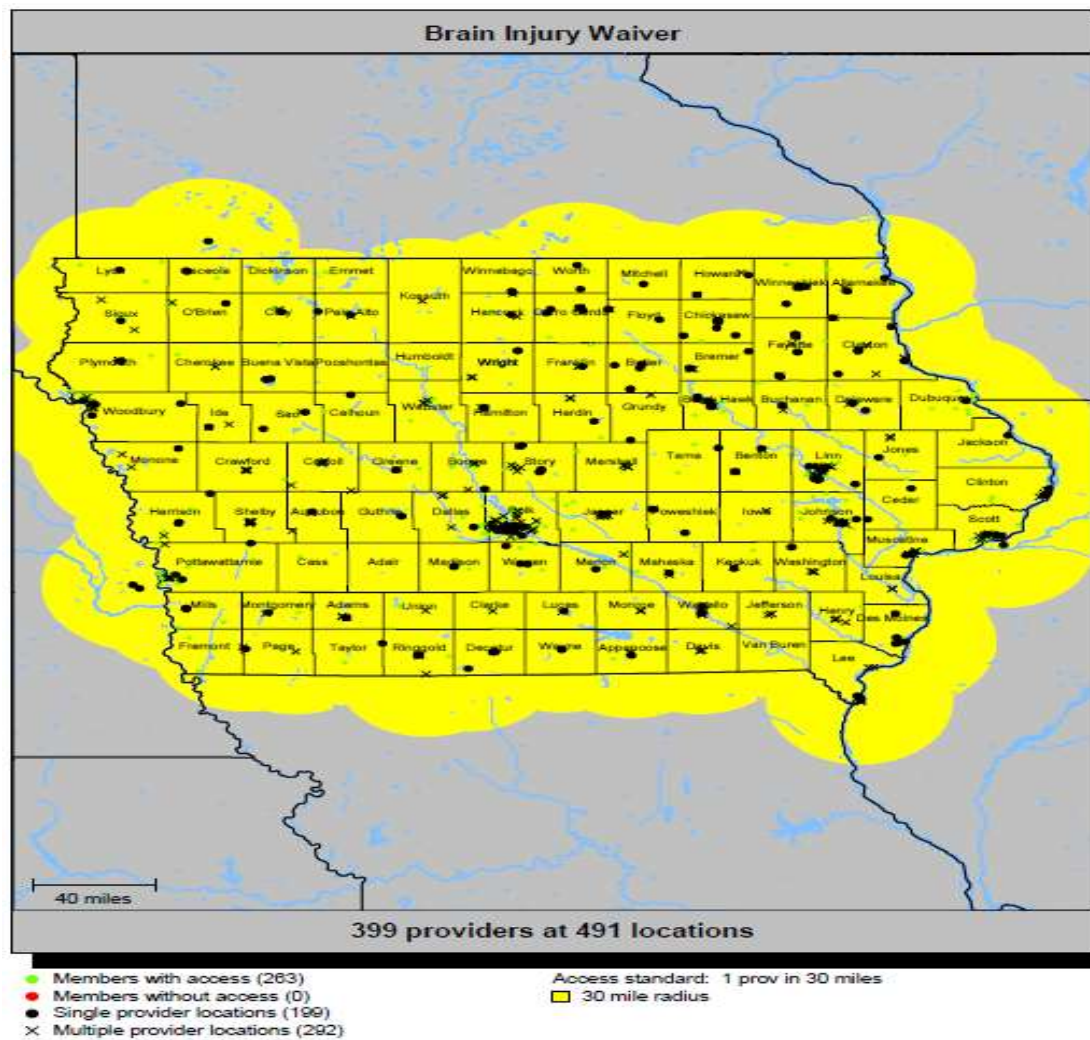 Brain Injury Waiver
Lyon Osceola Dickinson Emmet Winnebago Worth Mitchell Howard Winneshiek Allamakee
Sioux O'Brien Clay Palo Alto Kossuth Hancock Cerro Gordo Floyd Chickasaw
Plymouth Cherokee Buena Vista Pocahontas Humboldt Wright Franklin Butler Bremer Fayette Clayton
Woodbury Ida Sac Calhoun Webster Hamilton Hardin Grundy Black Hawk Buchanan Delaware Dubuque
Monona Crawford Carroll Greene Boone Story Marshall Tama Benton Linn Jones Jackson
Clinton
Harrison Shelby Audubon Guthrie Dallas Polk Jasper Poweshiek Iowa Johnson Cedar Scott
Muscatine
Pottawattamie Cass Adair Madison Warren Marion Mahaska Keokuk Washington
Louisa
Mills Montgomery Adams Union Clarke Lucas Monroe Wapello Jefferson Henry Des Moines
Fremont Page Taylor Ringgold Decatur Wayne Appanoose Davis Van Buren Lee
40 miles
399 providers at 491 locations
Members with access (263)
Members without access (0)
Single provider locations (199)
Multiple provider locations (292)
Access standard: 1 prov in 30 miles
30 mile radius